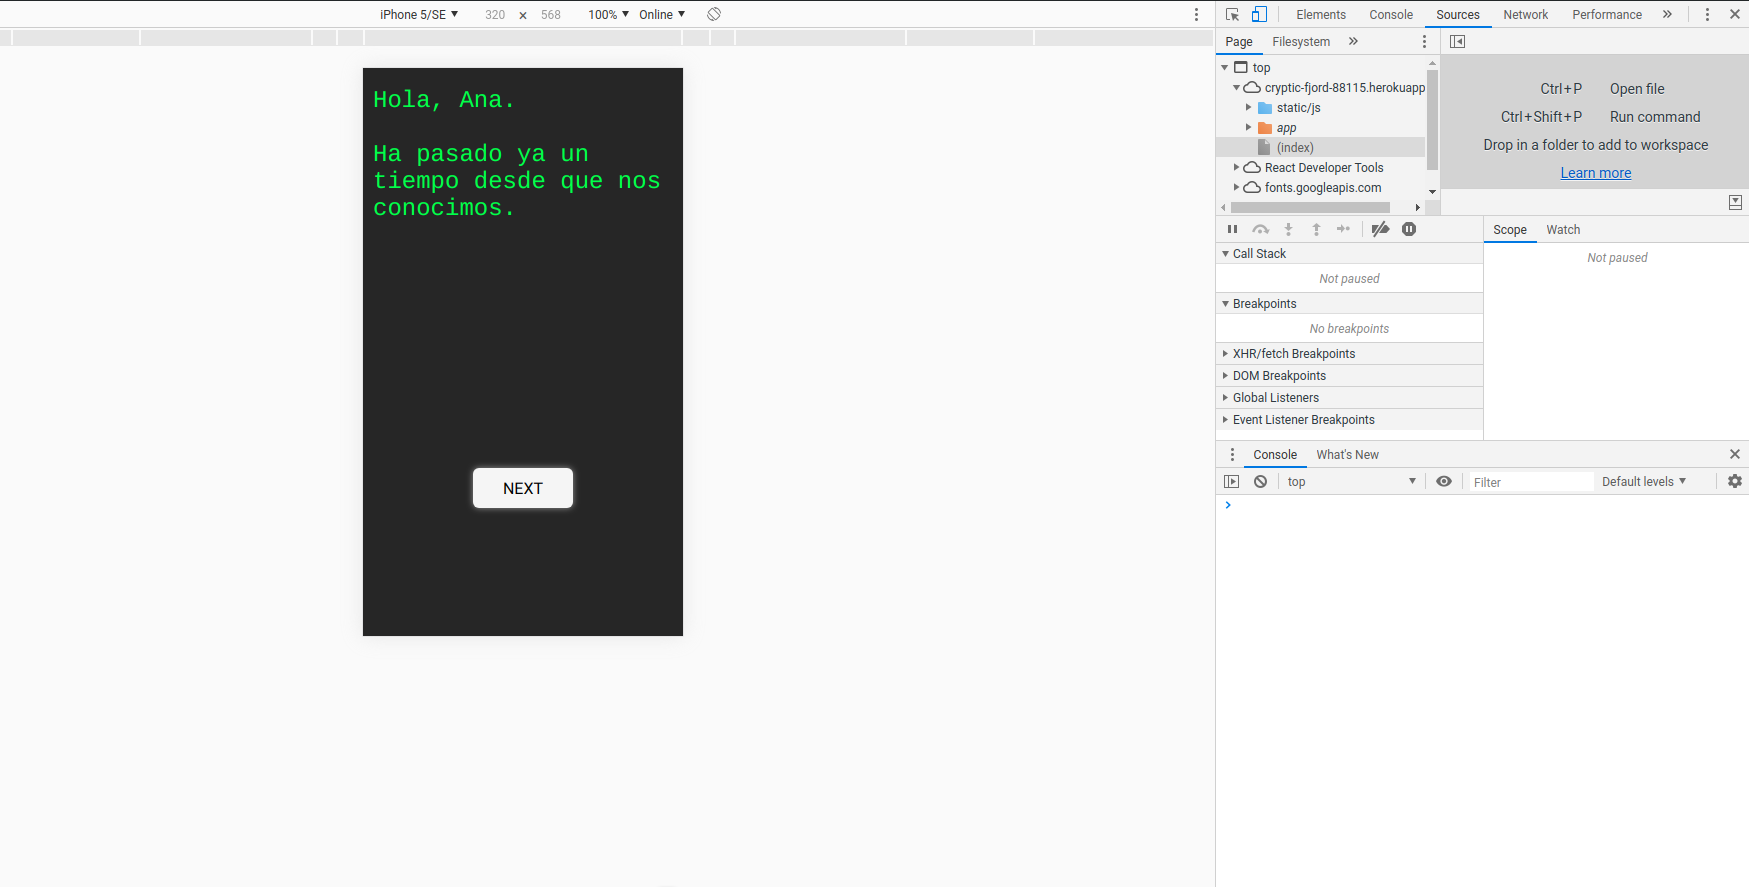 iPhone 5/SE 320 × 568 100% Online
Elements Console Sources Network Performance
Page Filesystem
top
cryptic-fjord-88115.herokuapp
static/js
app
(index)
React Developer Tools
fonts.googleapis.com
Ctrl+P Open file
Ctrl+Shift+P Run command
Drop in a folder to add to workspace
Learn more
Hola, Ana.
Ha pasado ya un
tiempo desde que nos
conocimos.
NEXT
Scope Watch
Not paused
Call Stack
Not paused
Breakpoints
No breakpoints
XHR/fetch Breakpoints
DOM Breakpoints
Global Listeners
Event Listener Breakpoints
Console What's New
top Filter Default levels